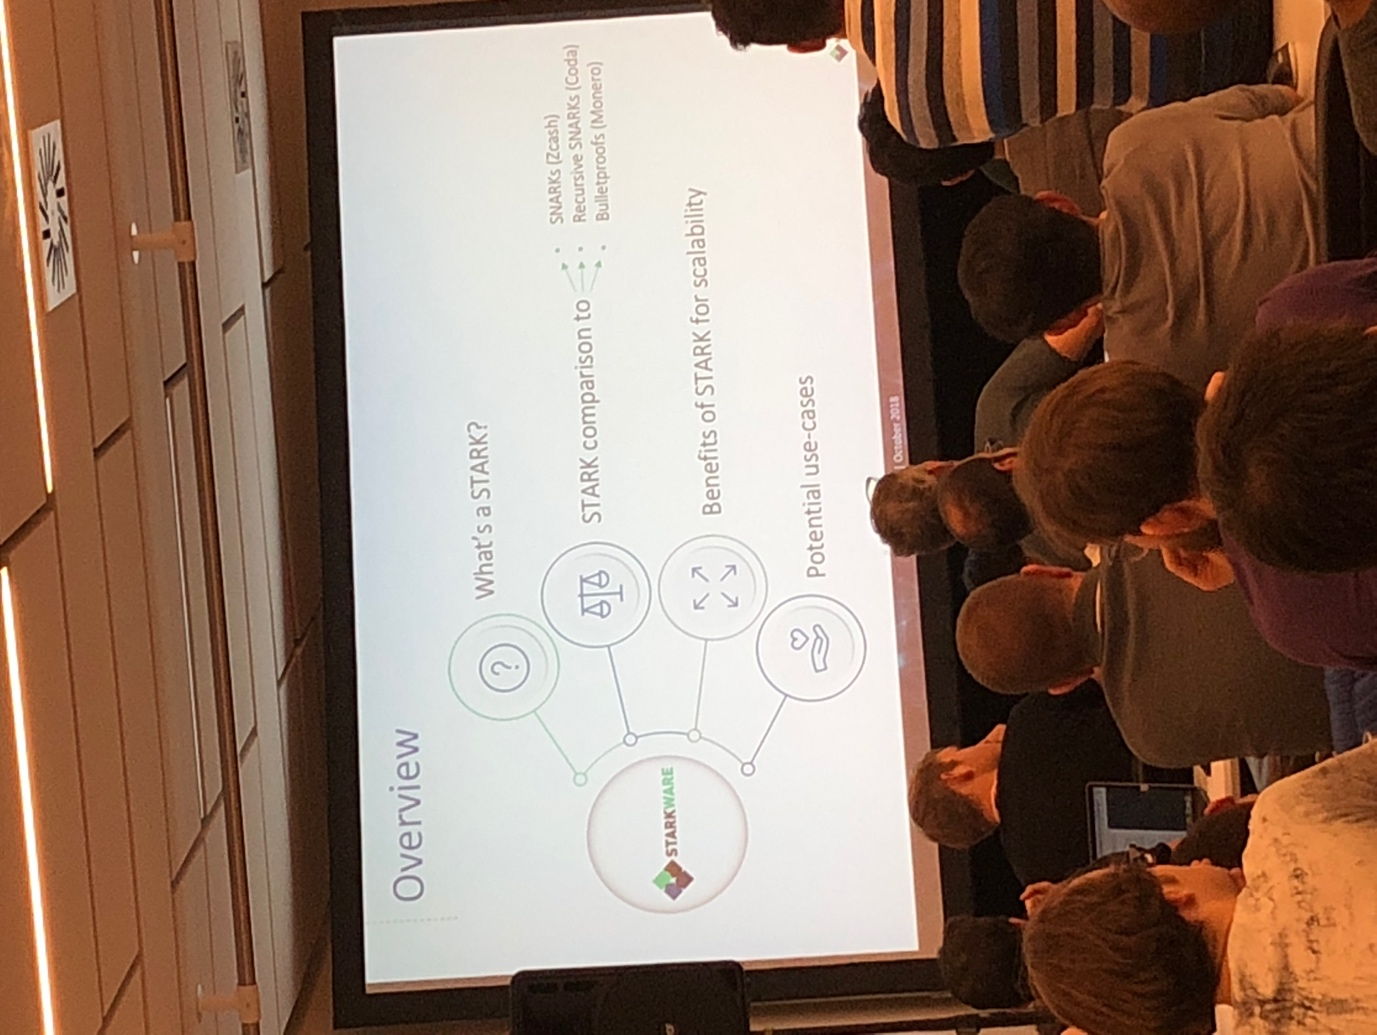 Overview
What's a STARK?
STARK comparison to
• SNARKs (Zcash)
• Recursive SNARKs (Coda)
• Bulletproofs (Monero)
Benefits of STARK for scalability
Potential use-cases
STARKWARE
| October 2018